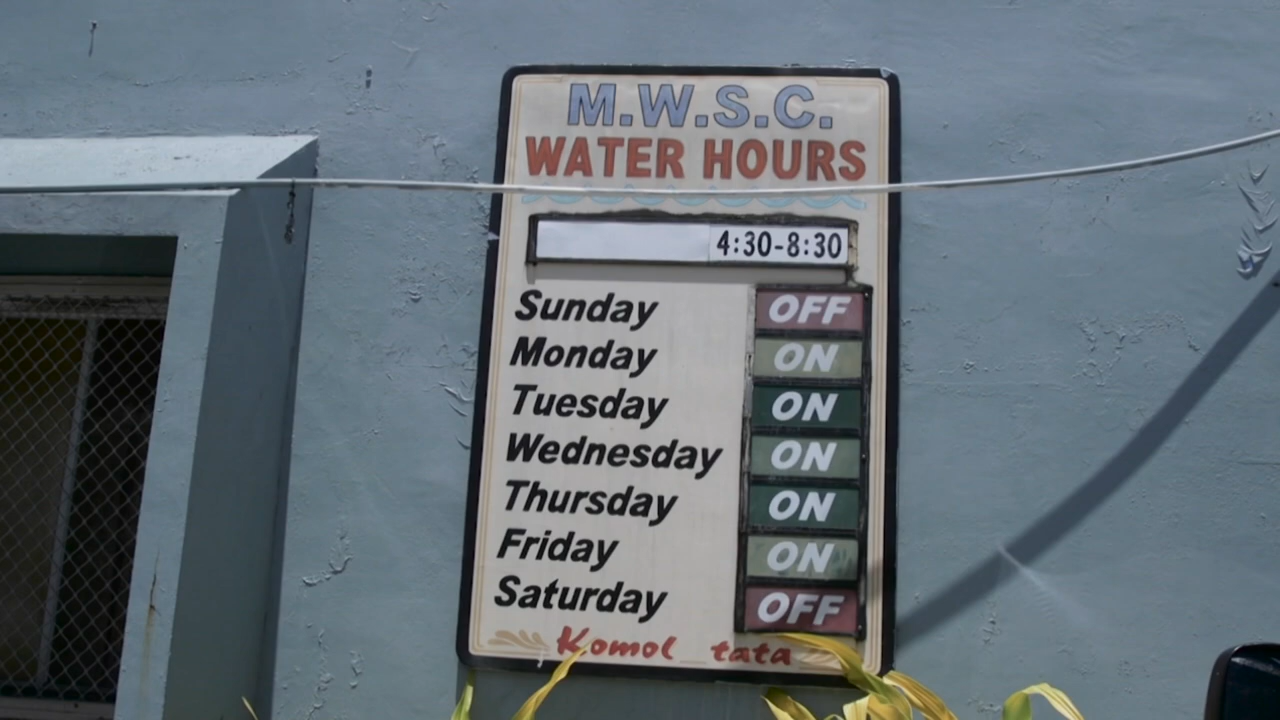 M.W.S.C.
WATER HOURS
4:30-8:30
Sunday OFF
Monday ON
Tuesday ON
Wednesday ON
Thursday ON
Friday ON
Saturday OFF
Komol tata